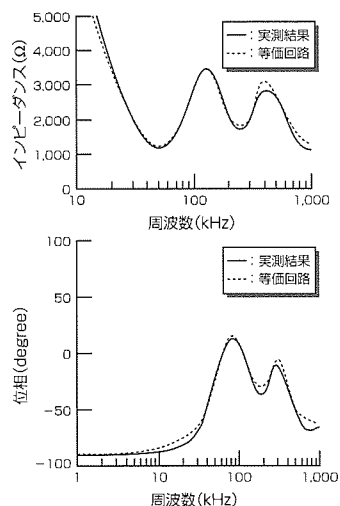 5,000
4,000
3,000
2,000
1,000
0
インピーダンス(Ω)
—：実測結果
----：等価回路
10
100
1,000
周波数(kHz)
100
50
0
−50
−100
位相(degree)
—：実測結果
----：等価回路
1
10
100
1,000
周波数(kHz)